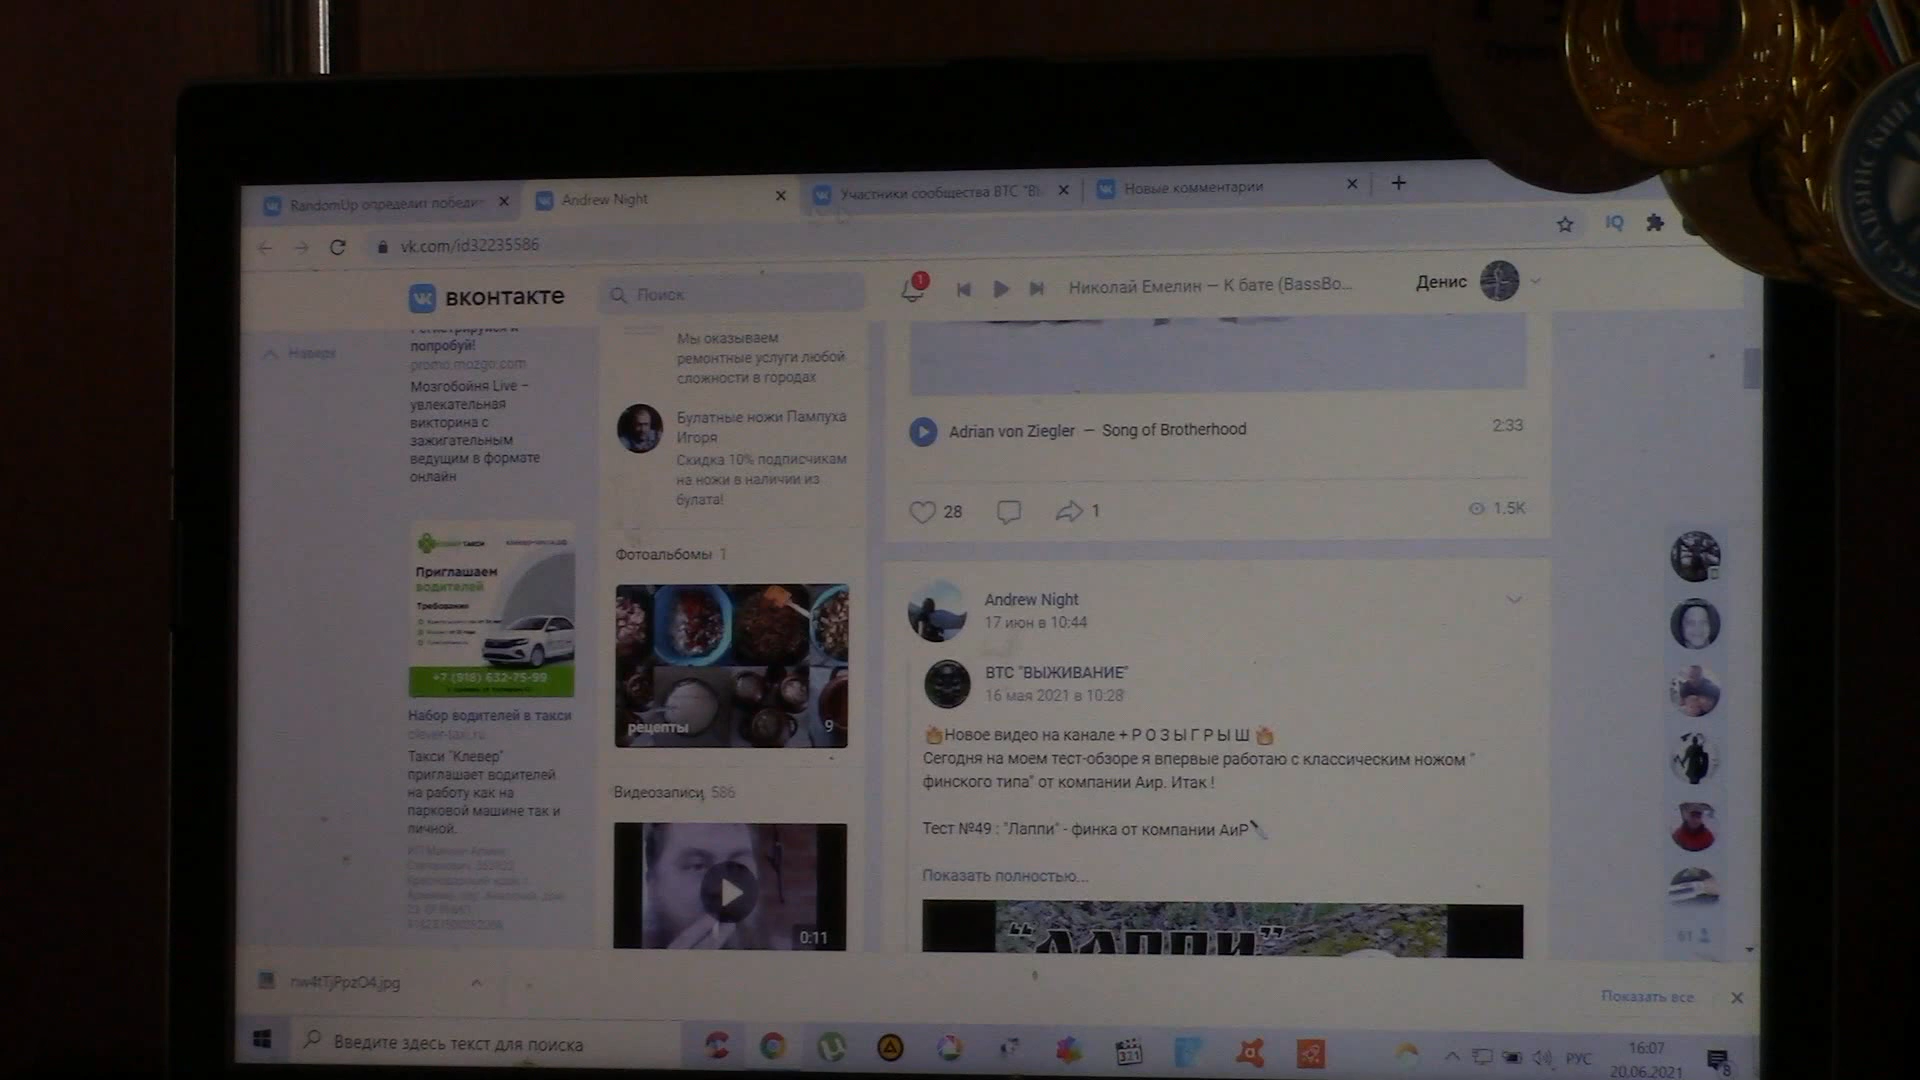 RandomUp определит победит
Andrew Night
Участники сообщества ВТС "В
Новые комментарии
vk.com/id32235586
IQ
вконтакте
Поиск
1
Николай Емелин — К бате (BassBo...
Денис
Наверх
попробуй!
promo.mozgo.com
Мозгобойня Live –
увлекательная
викторина с
зажигательным
ведущим в формате
онлайн
Приглашаем
водителей
Требования
+7 (918) 632-75-99
Набор водителей в такси
clever-taxi.ru
Такси "Клевер"
приглашает водителей
на работу как на
парковой машине так и
личной.
Мы оказываем
ремонтные услуги любой
сложности в городах
Булатные ножи Пампуха
Игоря
Скидка 10% подписчикам
на ножи в наличии из
булата!
Фотоальбомы 1
рецепты 9
Видеозаписи 586
0:11
Adrian von Ziegler — Song of Brotherhood 2:33
28 1 1.5K
Andrew Night
17 июн в 10:44
ВТС "ВЫЖИВАНИЕ"
16 мая 2021 в 10:28
Новое видео на канале + Р О З Ы Г Р Ы Ш
Сегодня на моем тест-обзоре я впервые работаю с классическим ножом "
финского типа" от компании Аир. Итак !
Тест №49 : "Лаппи" - финка от компании АиР
Показать полностью...
"ЛАППИ"
61
nw4tTjPpzO4.jpg
Показать все
Введите здесь текст для поиска
321
РУС
16:07
20.06.2021
8